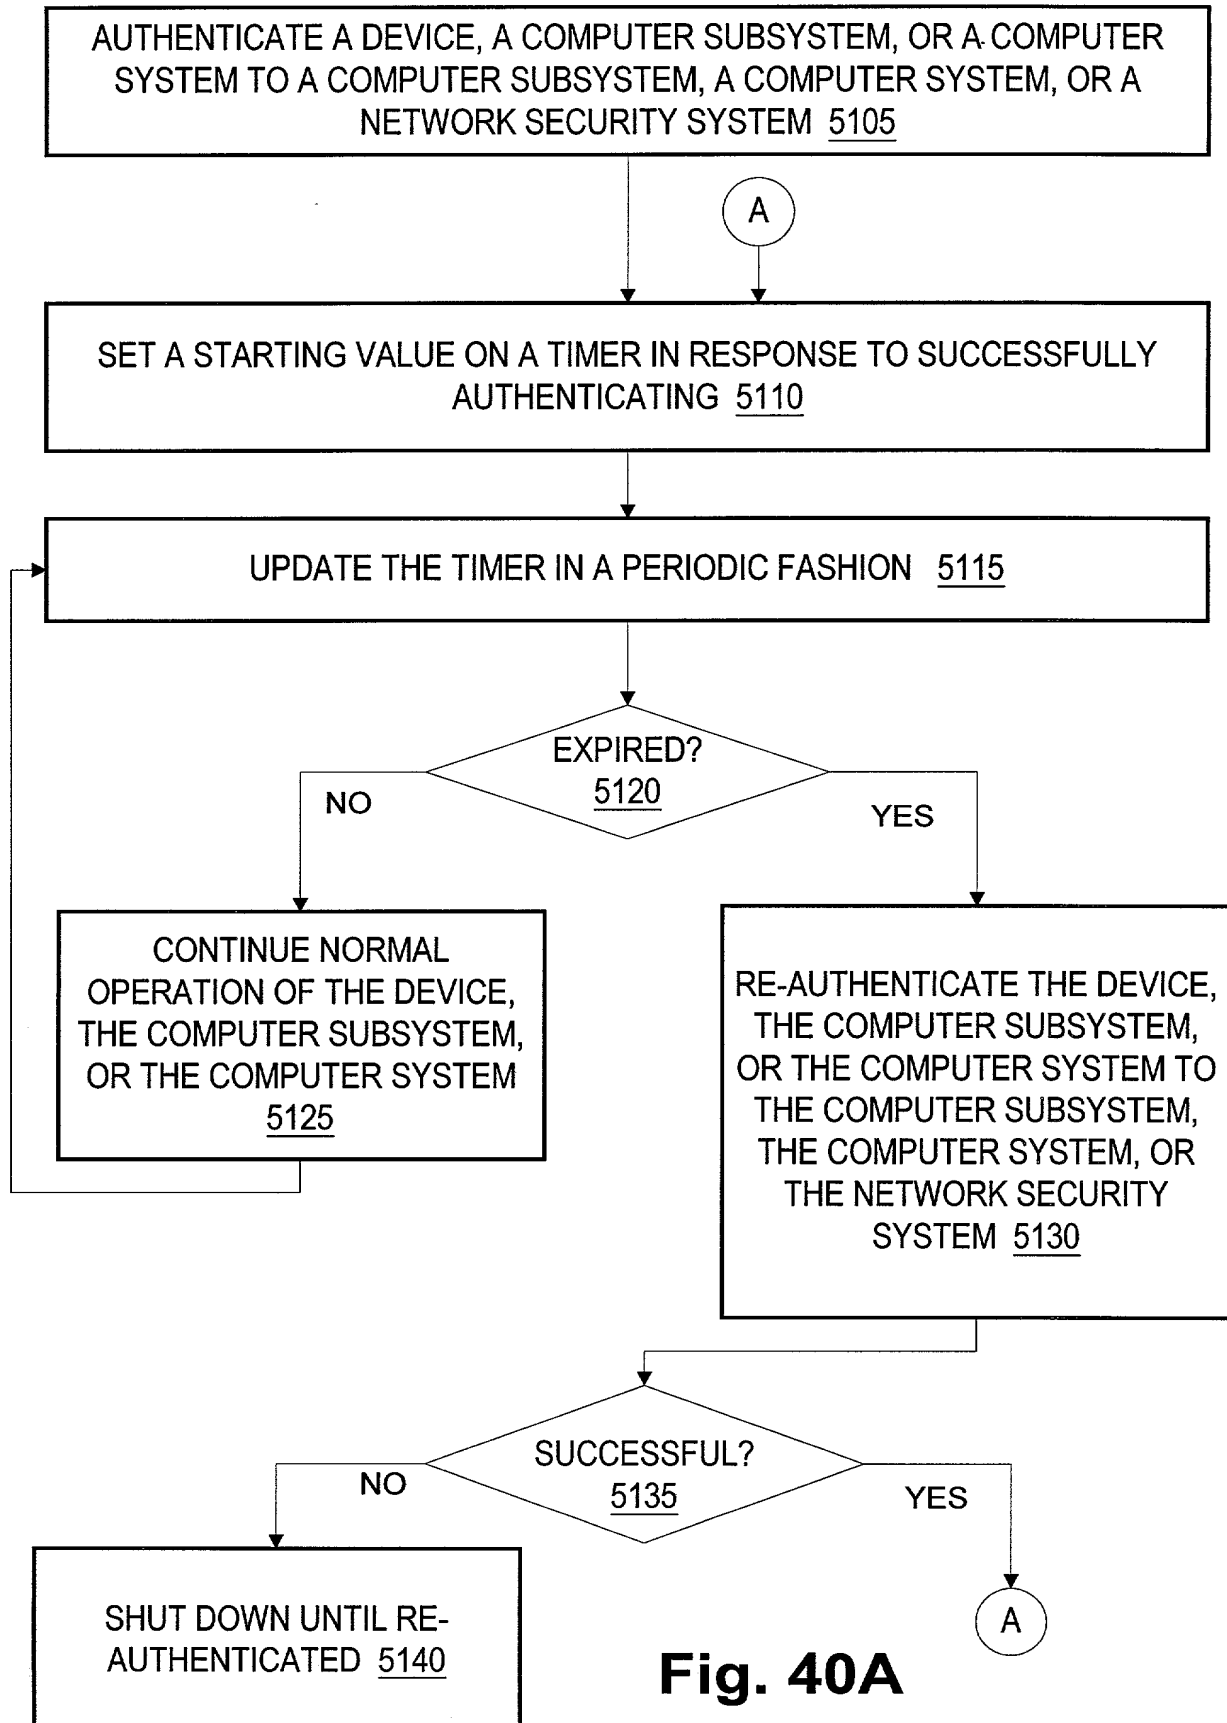 AUTHENTICATE A DEVICE, A COMPUTER SUBSYSTEM, OR A COMPUTER
SYSTEM TO A COMPUTER SUBSYSTEM, A COMPUTER SYSTEM, OR A
NETWORK SECURITY SYSTEM 5105
A
SET A STARTING VALUE ON A TIMER IN RESPONSE TO SUCCESSFULLY
AUTHENTICATING 5110
UPDATE THE TIMER IN A PERIODIC FASHION 5115
EXPIRED?
5120
NO
YES
CONTINUE NORMAL
OPERATION OF THE DEVICE,
THE COMPUTER SUBSYSTEM,
OR THE COMPUTER SYSTEM
5125
RE-AUTHENTICATE THE DEVICE,
THE COMPUTER SUBSYSTEM,
OR THE COMPUTER SYSTEM TO
THE COMPUTER SUBSYSTEM,
THE COMPUTER SYSTEM, OR
THE NETWORK SECURITY
SYSTEM 5130
SUCCESSFUL?
5135
NO
YES
SHUT DOWN UNTIL RE-
AUTHENTICATED 5140
A
Fig. 40A